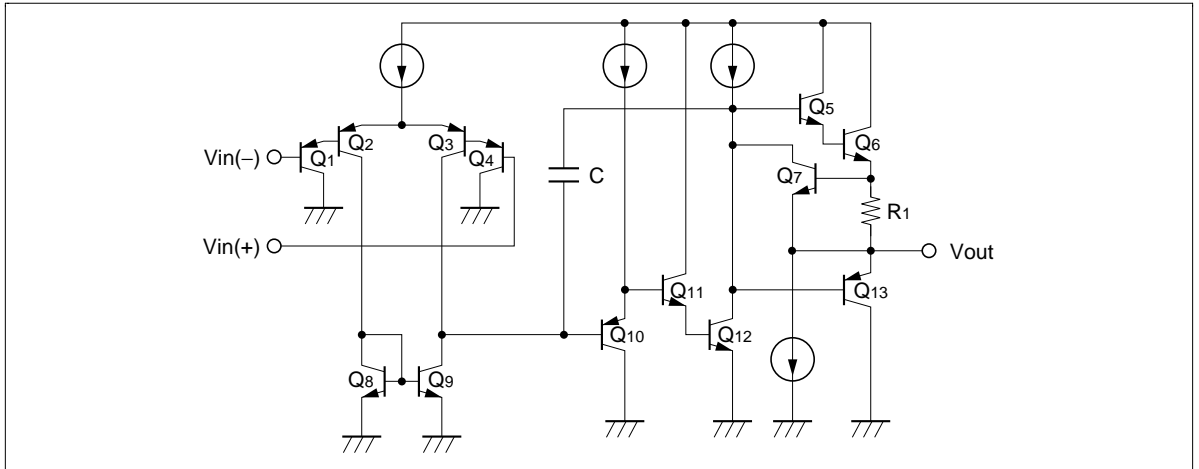 Q5
Q6
Vin(−)
Q1
Q2
Q3
Q4
C
Q7
R1
Vin(+)
Vout
Q11
Q13
Q10
Q12
Q8
Q9